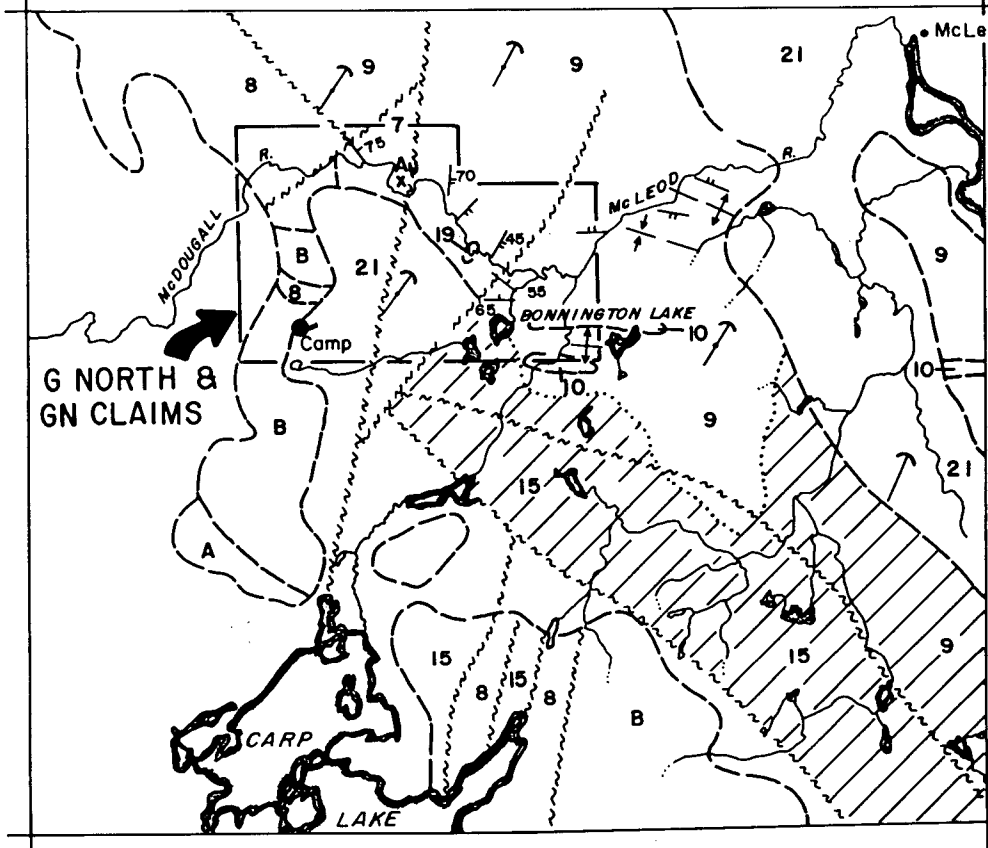 McLe
21
9
9
8
7
75
R.
Au
70
R.
McLEOD
McDOUGALL
19
45
9
B
21
8
55
65
BONNINGTON LAKE
10
Camp
10
10
G NORTH &
GN CLAIMS
B
9
21
15
A
9
15
15
8
15
8
B
CARP
LAKE